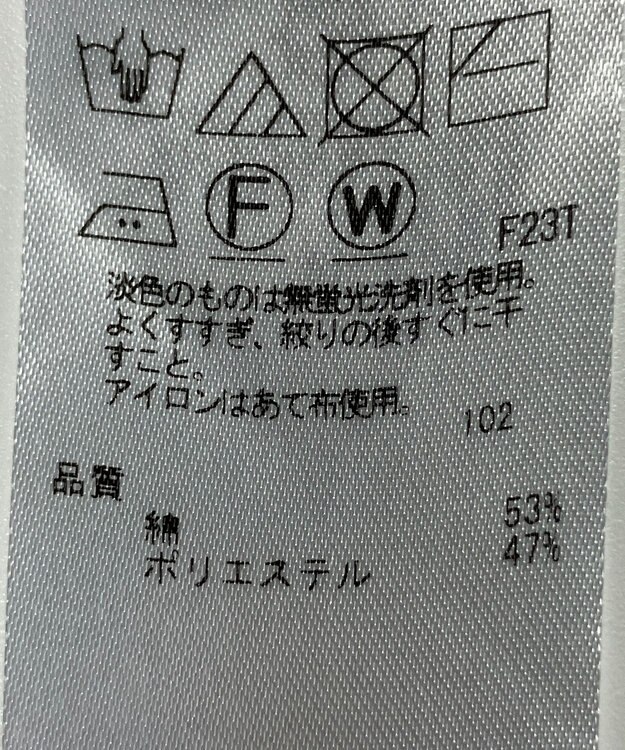 F W
F23T
淡色のものは無蛍光洗剤を使用。
よくすすぎ、絞りの後すぐに干
すこと。
アイロンはあて布使用。
102
品質
綿 53%
ポリエステル 47%